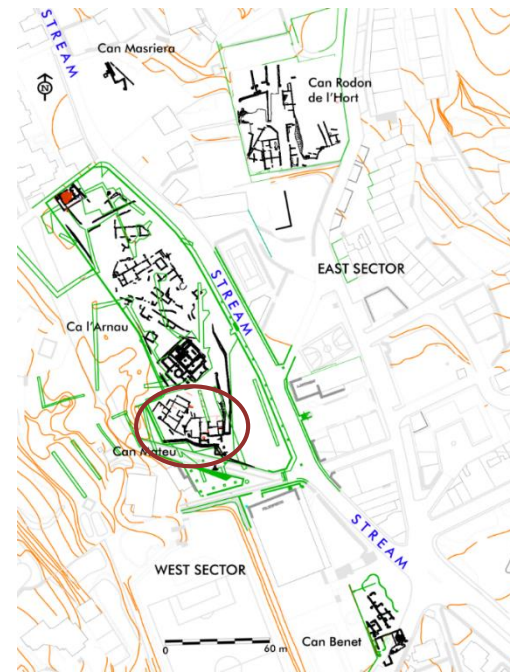 STREAM
Can Masriera
N
Can Rodon
de l'Hort
EAST SECTOR
STREAM
Ca l'Arnau
Can Mateu
STREAM
WEST SECTOR
0
60 m
Can Benet